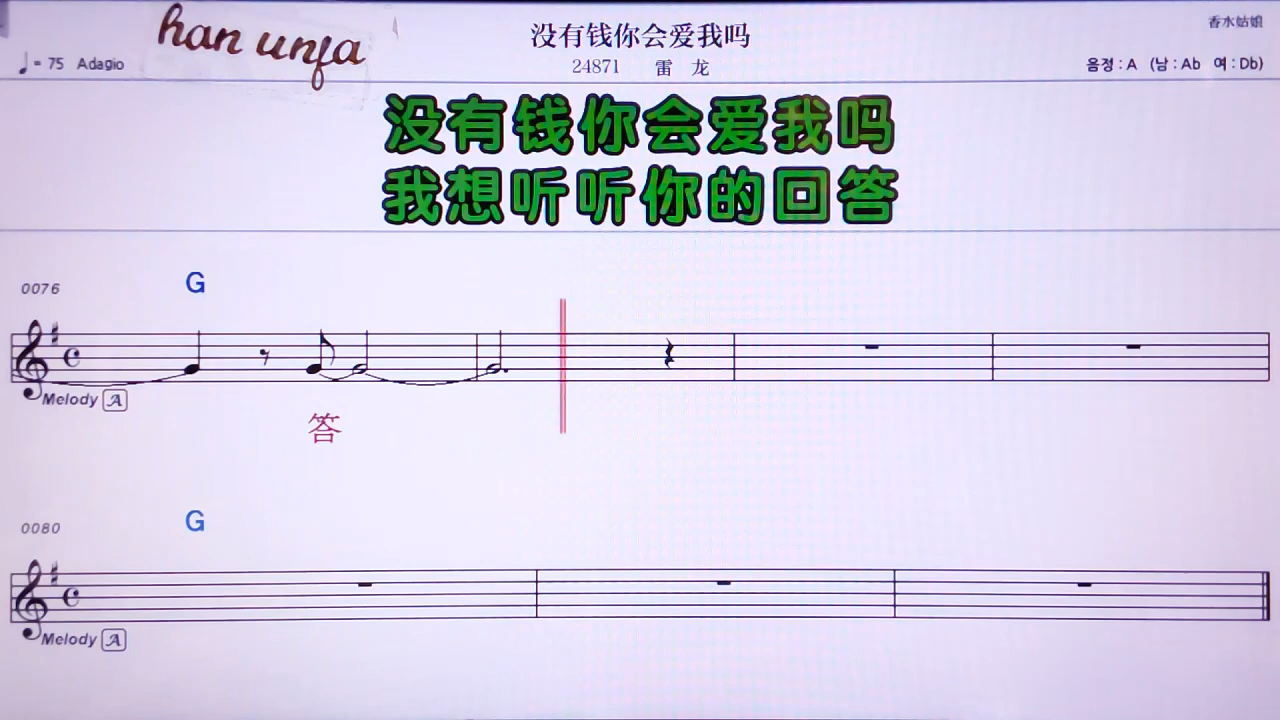 han unfa
没有钱你会爱我吗
香水姑娘
♩= 75 Adagio
24871 雷 龙
음정 : A (남 : Ab 여 : Db)
没有钱你会爱我吗
我想听听你的回答
0076
G
Melody A
答
0080
G
Melody A